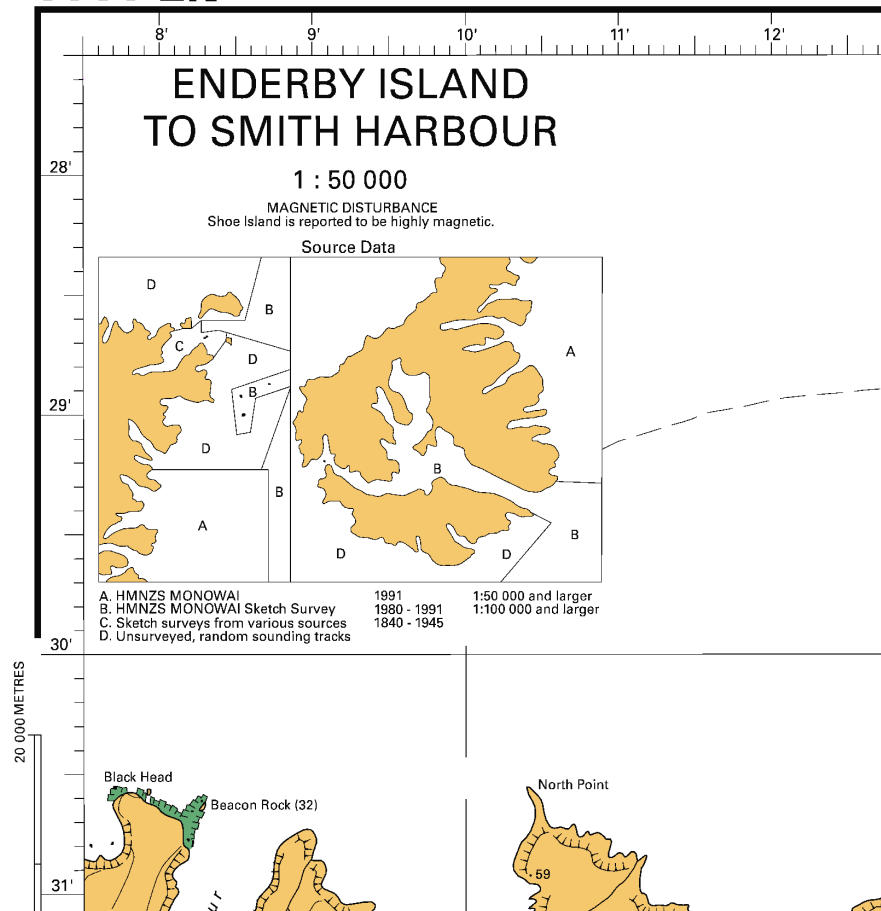 8' 9' 10' 11' 12'
ENDERBY ISLAND
TO SMITH HARBOUR
28'
1 : 50 000
MAGNETIC DISTURBANCE
Shoe Island is reported to be highly magnetic.
Source Data
D
B
C
D
A
B
29'
D
B
B
A
B
D
D
A. HMNZS MONOWAI 1991 1:50 000 and larger
B. HMNZS MONOWAI Sketch Survey 1980 - 1991 1:100 000 and larger
C. Sketch surveys from various sources 1840 - 1945
D. Unsurveyed, random sounding tracks
30'
20 000 METRES
Black Head
North Point
Beacon Rock (32)
59
31'
ur